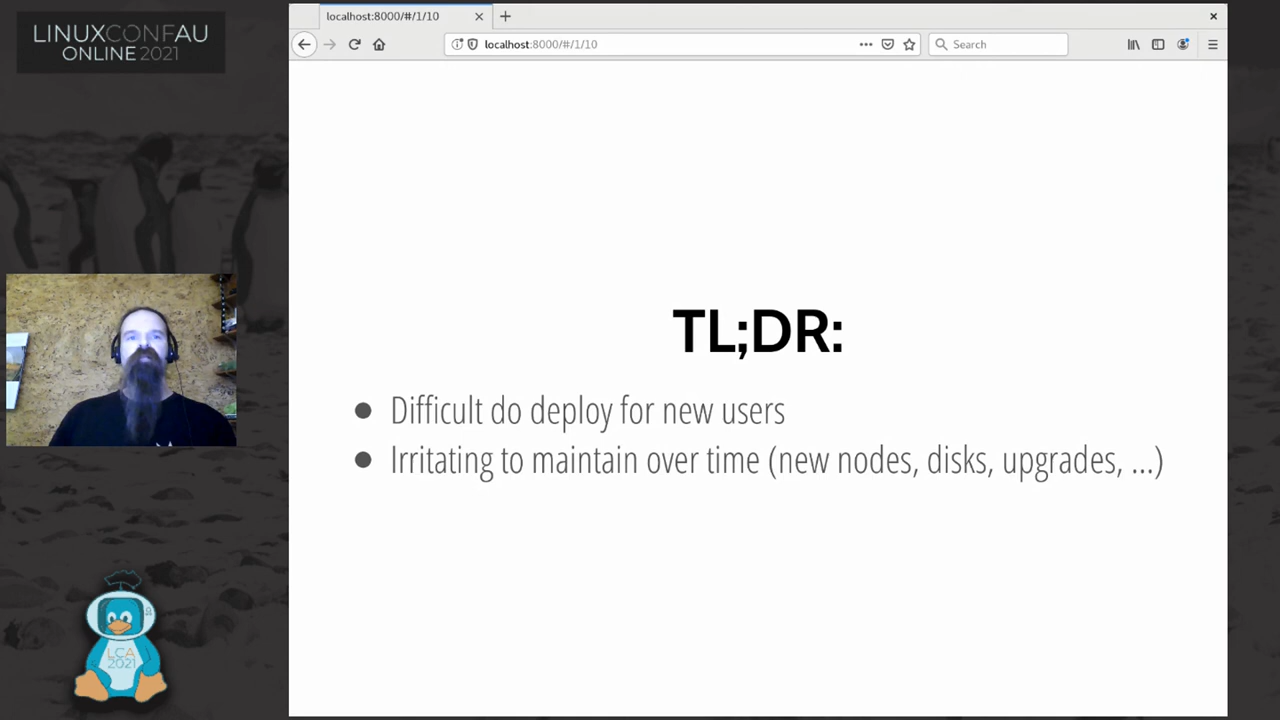 LINUXCONFAU
ONLINE 2021
localhost:8000/#/1/10
localhost:8000/#/1/10
Search
TL;DR:
Difficult do deploy for new users
Irritating to maintain over time (new nodes, disks, upgrades, ...)
LCA
2021